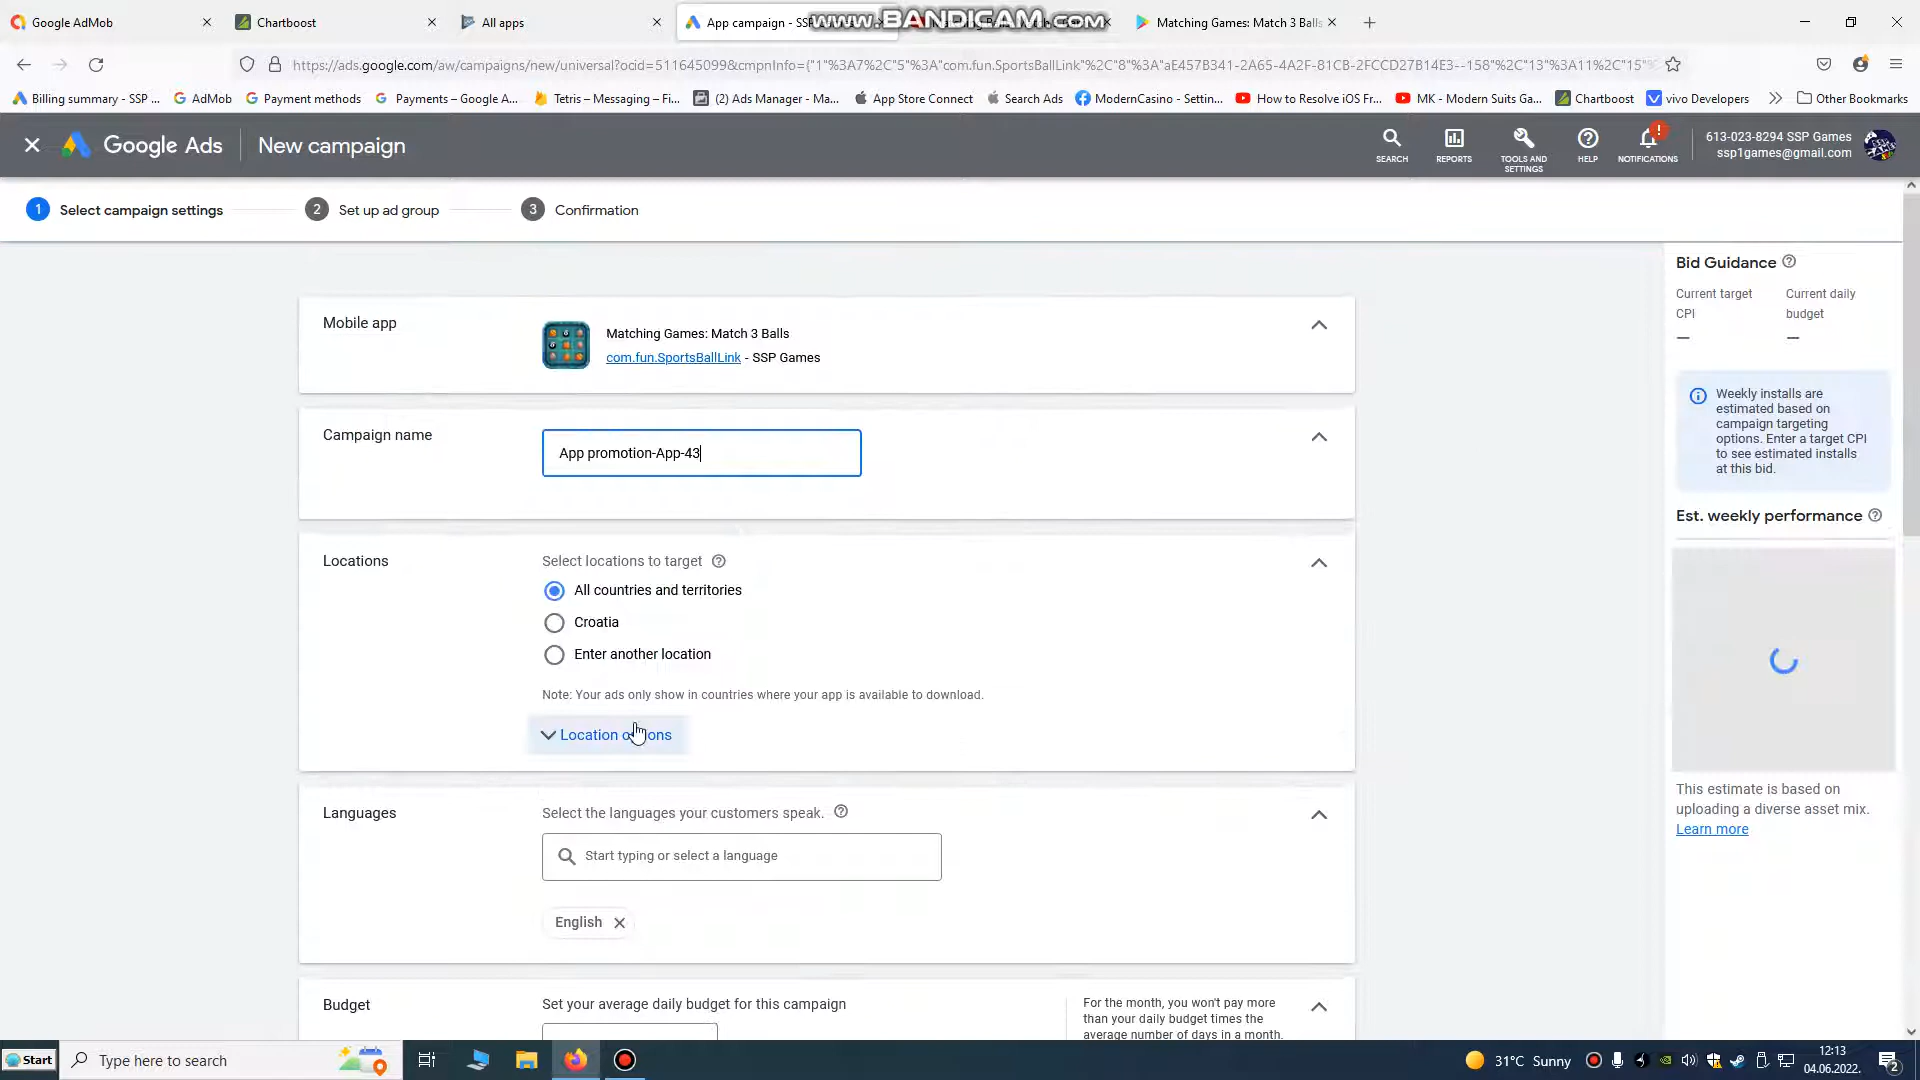 Google AdMob
Chartboost
All apps
App campaign - SSP
www.BANDICAM.com
Matching Games: Match 3 Balls
https://ads.google.com/aw/campaigns/new/universal?ocid=511645099&cmpnInfo={"1"%3A7%2C"5"%3A"com.fun.SportsBallLink"%2C"8"%3A"aE457B341-2A65-4A2F-81CB-2FCCD27B14E3--158"%2C"13"%3A11%2C"15"
Billing summary - SSP ...
AdMob
Payment methods
Payments – Google A...
Tetris – Messaging – Fi...
(2) Ads Manager - Ma...
App Store Connect
Search Ads
ModernCasino - Settin...
How to Resolve iOS Fr...
MK - Modern Suits Ga...
Chartboost
vivo Developers
Other Bookmarks
Google Ads
New campaign
SEARCH
REPORTS
TOOLS AND SETTINGS
HELP
NOTIFICATIONS
613-023-8294 SSP Games
ssp1games@gmail.com
1 Select campaign settings
2 Set up ad group
3 Confirmation
Mobile app
Matching Games: Match 3 Balls
com.fun.SportsBallLink - SSP Games
Campaign name
App promotion-App-43
Locations
Select locations to target
All countries and territories
Croatia
Enter another location
Note: Your ads only show in countries where your app is available to download.
Location options
Languages
Select the languages your customers speak.
Start typing or select a language
English
Budget
Set your average daily budget for this campaign
For the month, you won't pay more
than your daily budget times the
average number of days in a month.
Bid Guidance
Current target CPI
Current daily budget
—
—
Weekly installs are
estimated based on
campaign targeting
options. Enter a target CPI
to see estimated installs
at this bid.
Est. weekly performance
This estimate is based on
uploading a diverse asset mix.
Learn more
Start
Type here to search
31°C Sunny
12:13
04.06.2022.
2